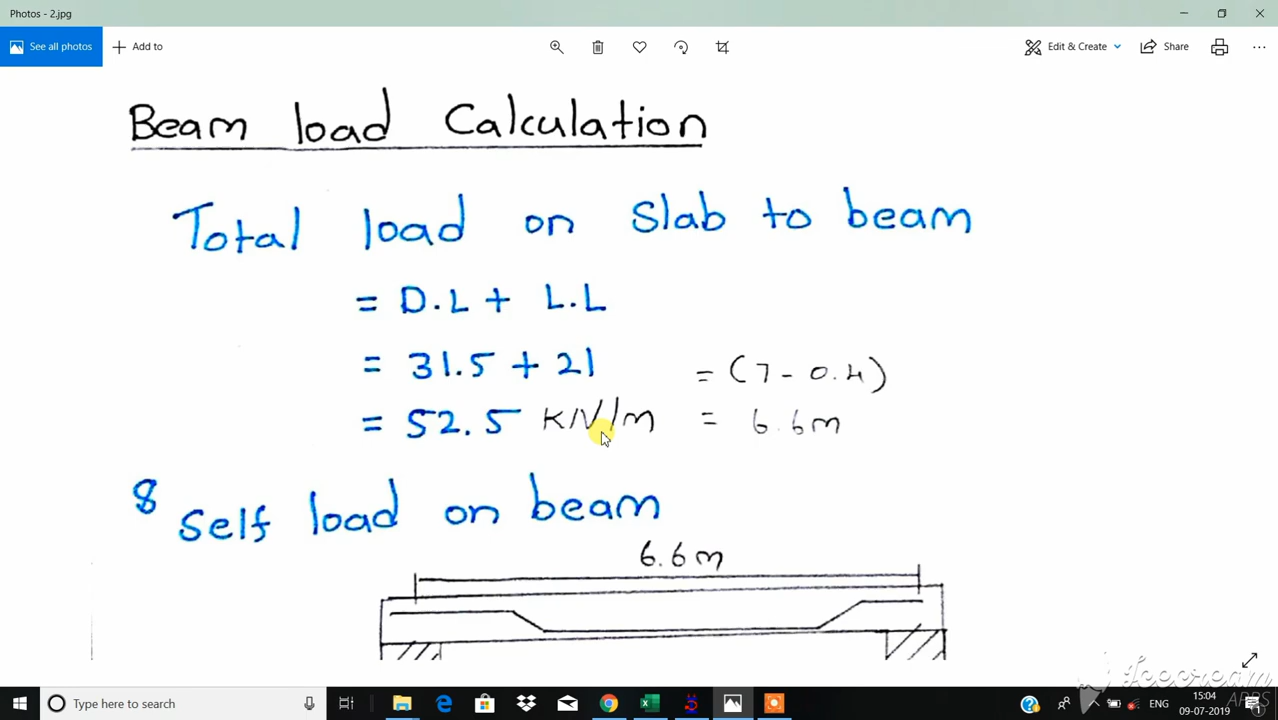 Photos - 2.jpg
See all photos
Add to
Edit & Create
Share
Beam load Calculation
Total load on Slab to beam
= D.L + L.L
= 31.5 + 21
= (7 - 0.4)
= 52.5 KN/m
= 6.6m
8
Self load on beam
6.6m
Icecream
APPS
Type here to search
ENG
15:04
09-07-2019